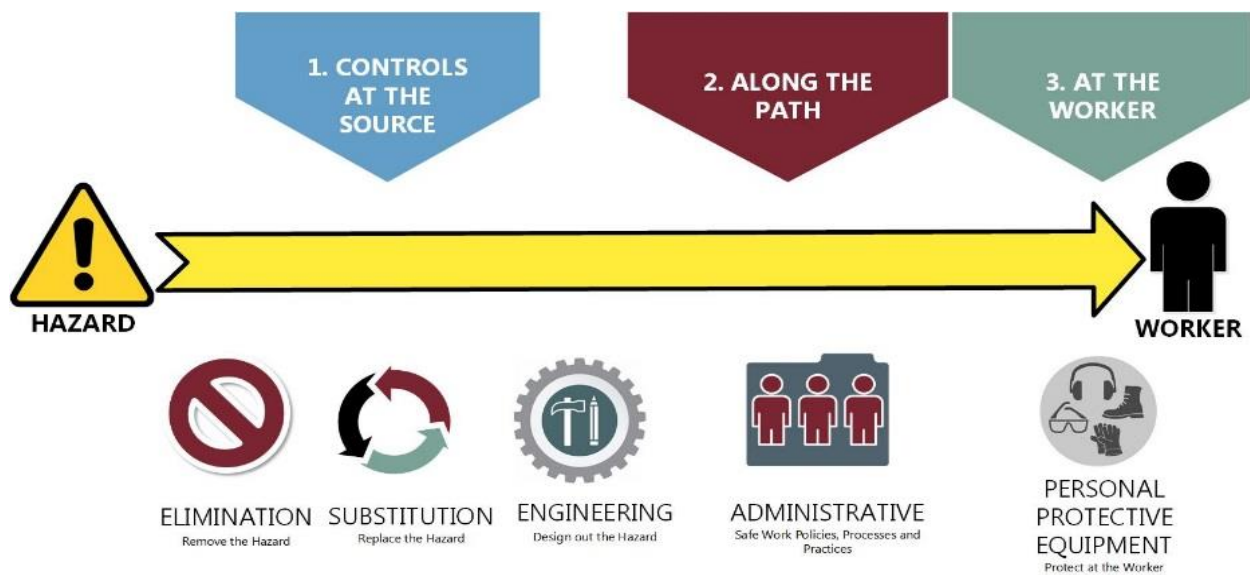 1. CONTROLS
AT THE
SOURCE
2. ALONG THE
PATH
3. AT THE
WORKER
HAZARD
WORKER
ELIMINATION
Remove the Hazard
SUBSTITUTION
Replace the Hazard
ENGINEERING
Design out the Hazard
ADMINISTRATIVE
Safe Work Policies, Processes and
Practices
PERSONAL
PROTECTIVE
EQUIPMENT
Protect at the Worker